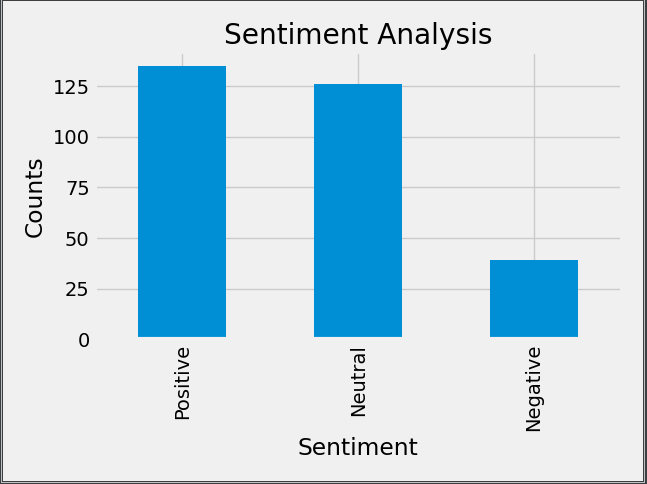 Sentiment Analysis
125
100
75
50
25
0
Counts
Positive
Neutral
Negative
Sentiment